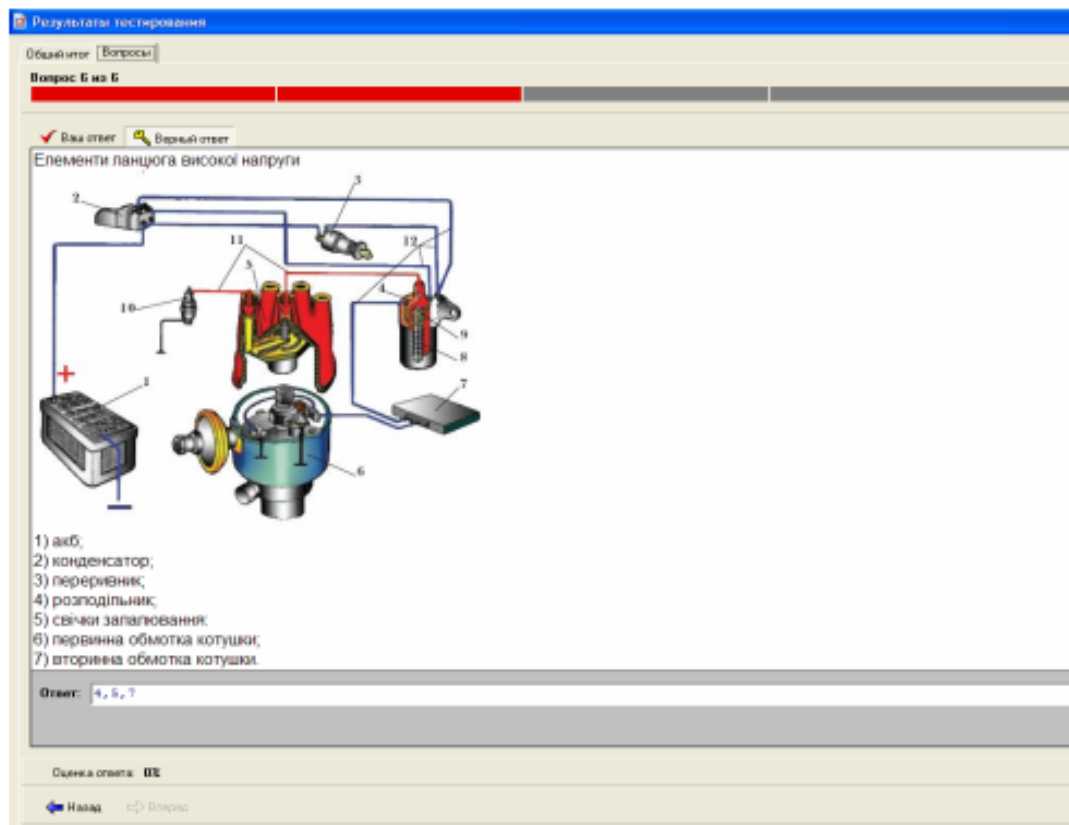 Результаты тестирования
Общий итог Вопросы
Вопрос 6 из 6
Ваш ответ Верный ответ
Елементи ланцюга високої напруги
2
3
11
12
5
4
10
9
8
+
1
7
6
1) акб;
2) конденсатор;
3) переривник;
4) розподільник;
5) свічки запалювання:
6) первинна обмотка котушки;
7) вторинна обмотка котушки.
Ответ: 4,5,7
Оценка ответа: 0%
Назад Вперед